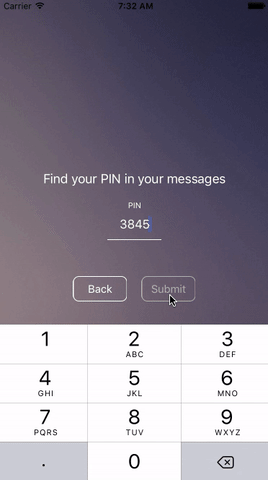 Carrier 7:32 AM
Find your PIN in your messages
PIN
3845
Back Submit
1 2 3
ABC DEF
4 5 6
GHI JKL MNO
7 8 9
PQRS TUV WXYZ
. 0